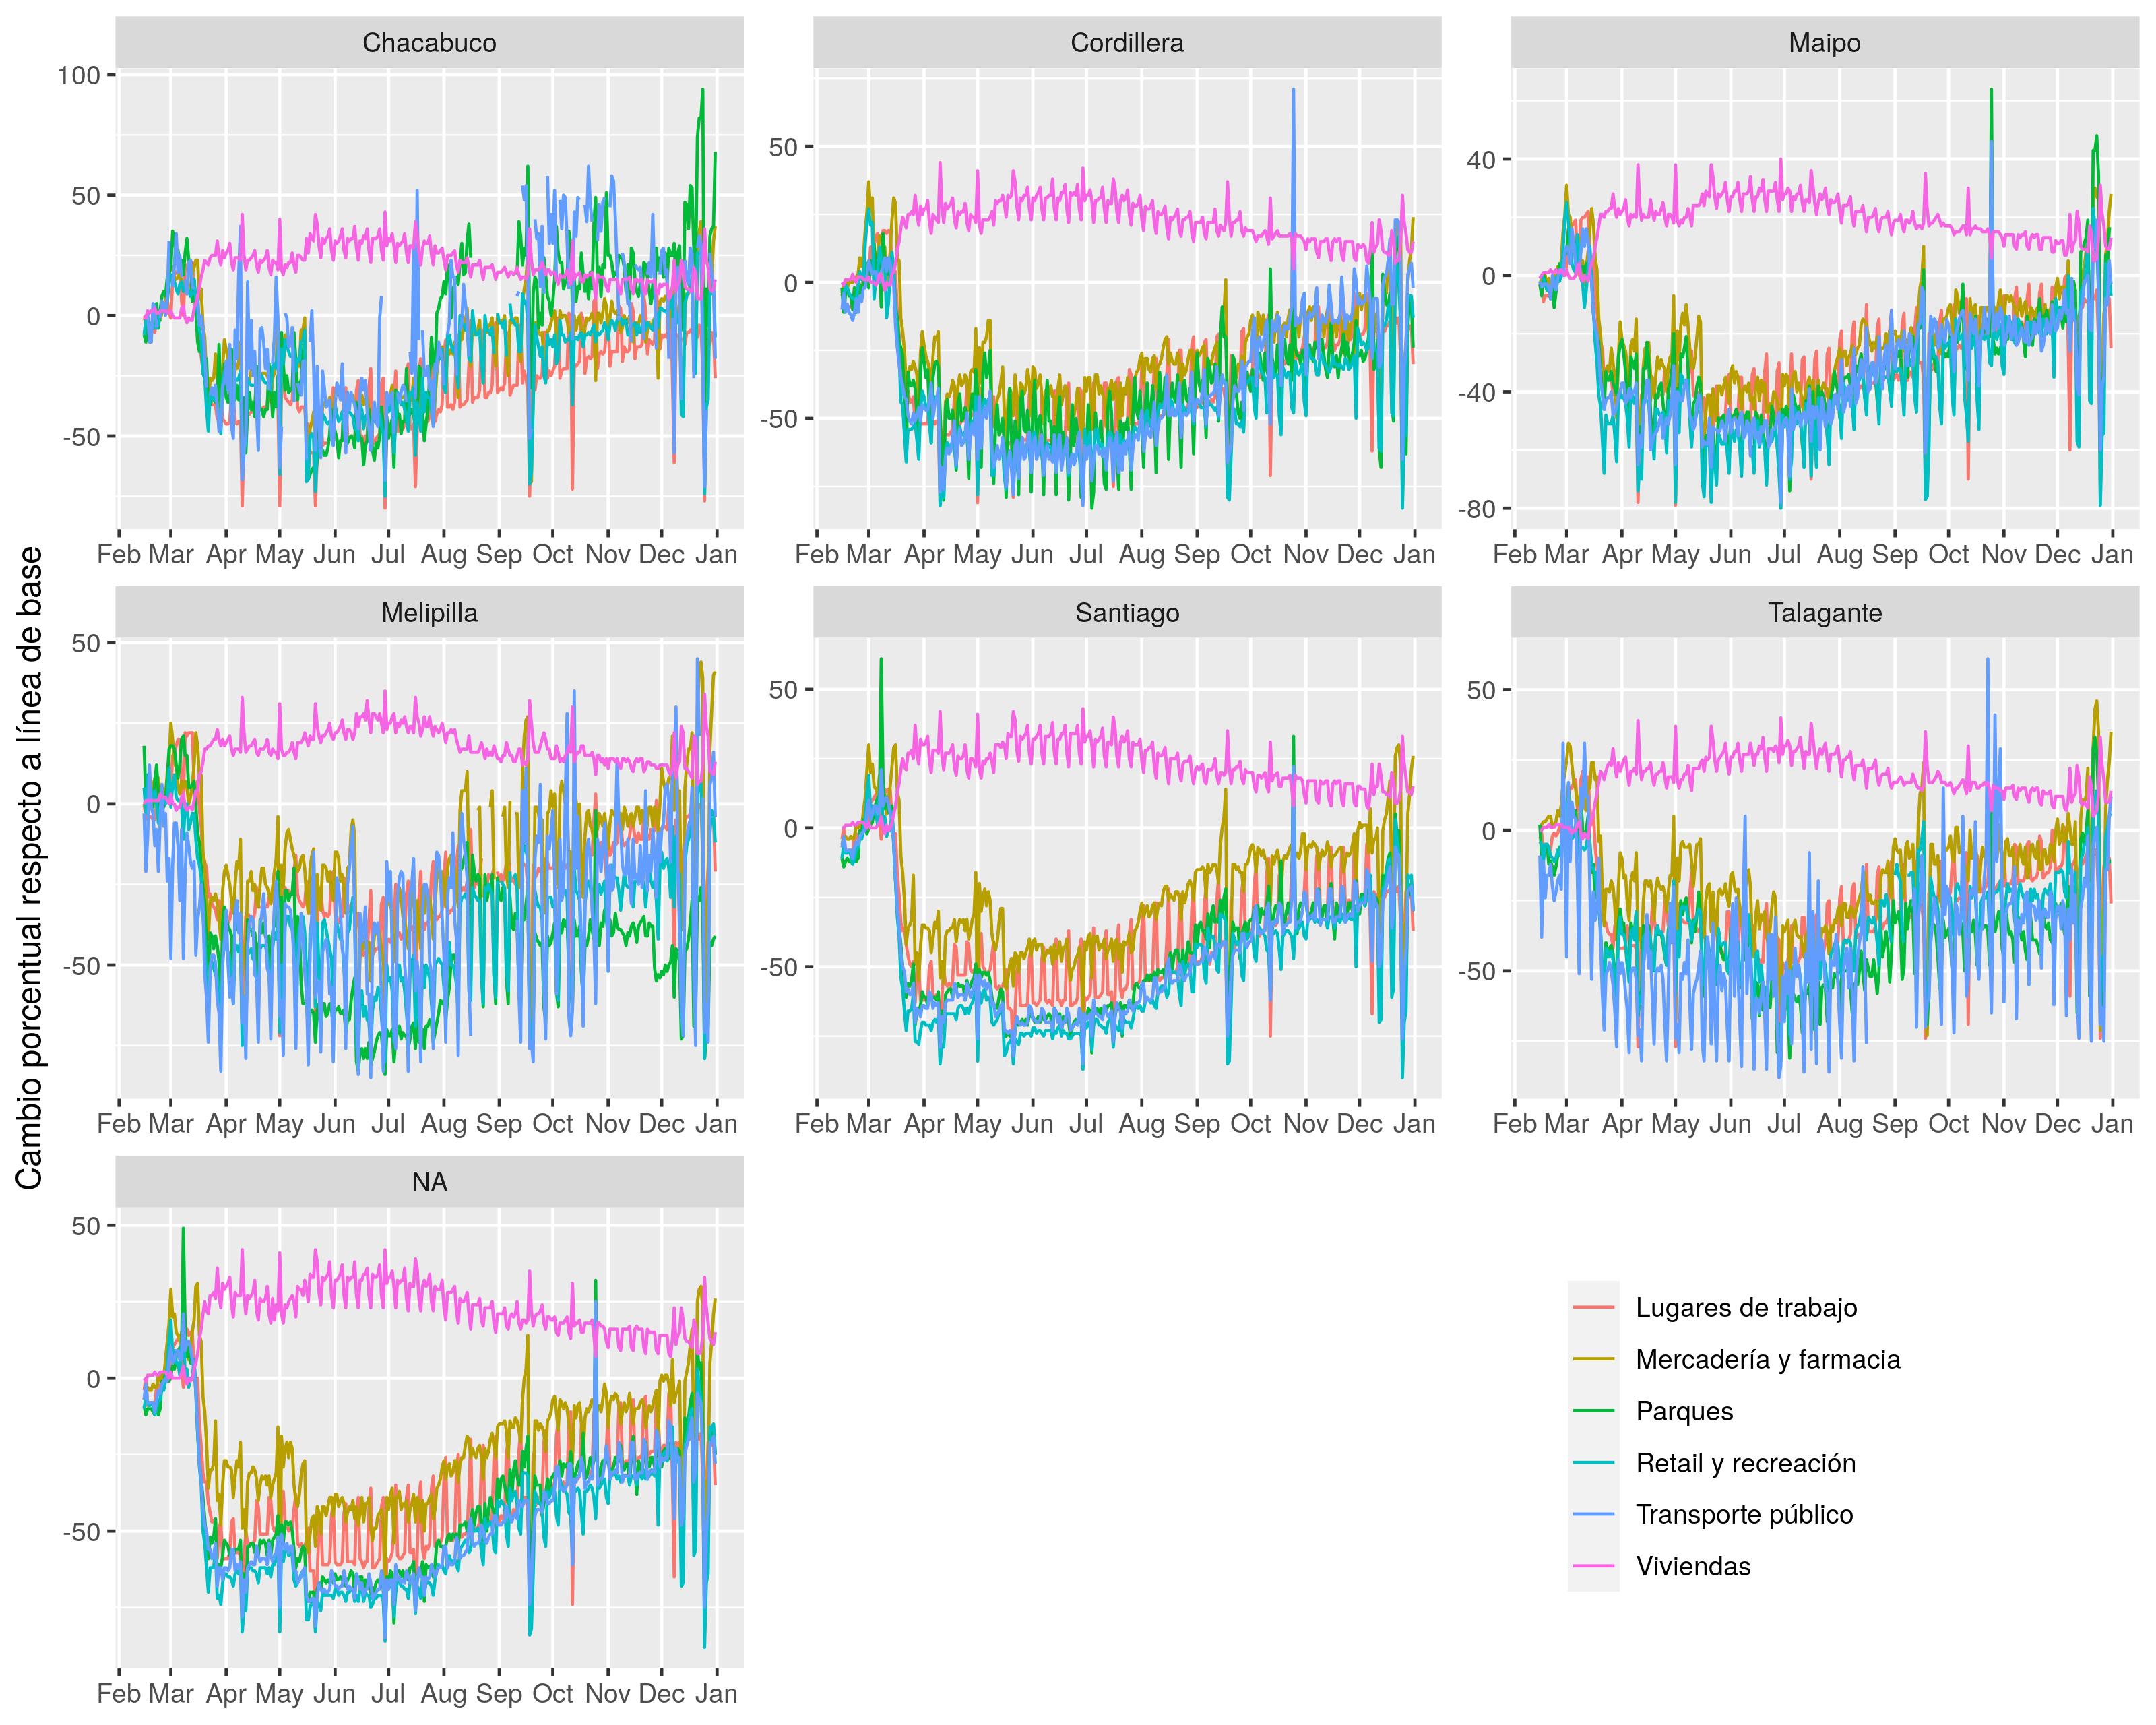 Cambio porcentual respecto a línea de base
Chacabuco
100
50
0
-50
Feb Mar Apr May Jun Jul Aug Sep Oct Nov Dec Jan
Cordillera
50
0
-50
Feb Mar Apr May Jun Jul Aug Sep Oct Nov Dec Jan
Maipo
40
0
-40
-80
Feb Mar Apr May Jun Jul Aug Sep Oct Nov Dec Jan
Melipilla
50
0
-50
Feb Mar Apr May Jun Jul Aug Sep Oct Nov Dec Jan
Santiago
50
0
-50
Feb Mar Apr May Jun Jul Aug Sep Oct Nov Dec Jan
Talagante
50
0
-50
Feb Mar Apr May Jun Jul Aug Sep Oct Nov Dec Jan
NA
50
0
-50
Feb Mar Apr May Jun Jul Aug Sep Oct Nov Dec Jan
Lugares de trabajo
Mercadería y farmacia
Parques
Retail y recreación
Transporte público
Viviendas